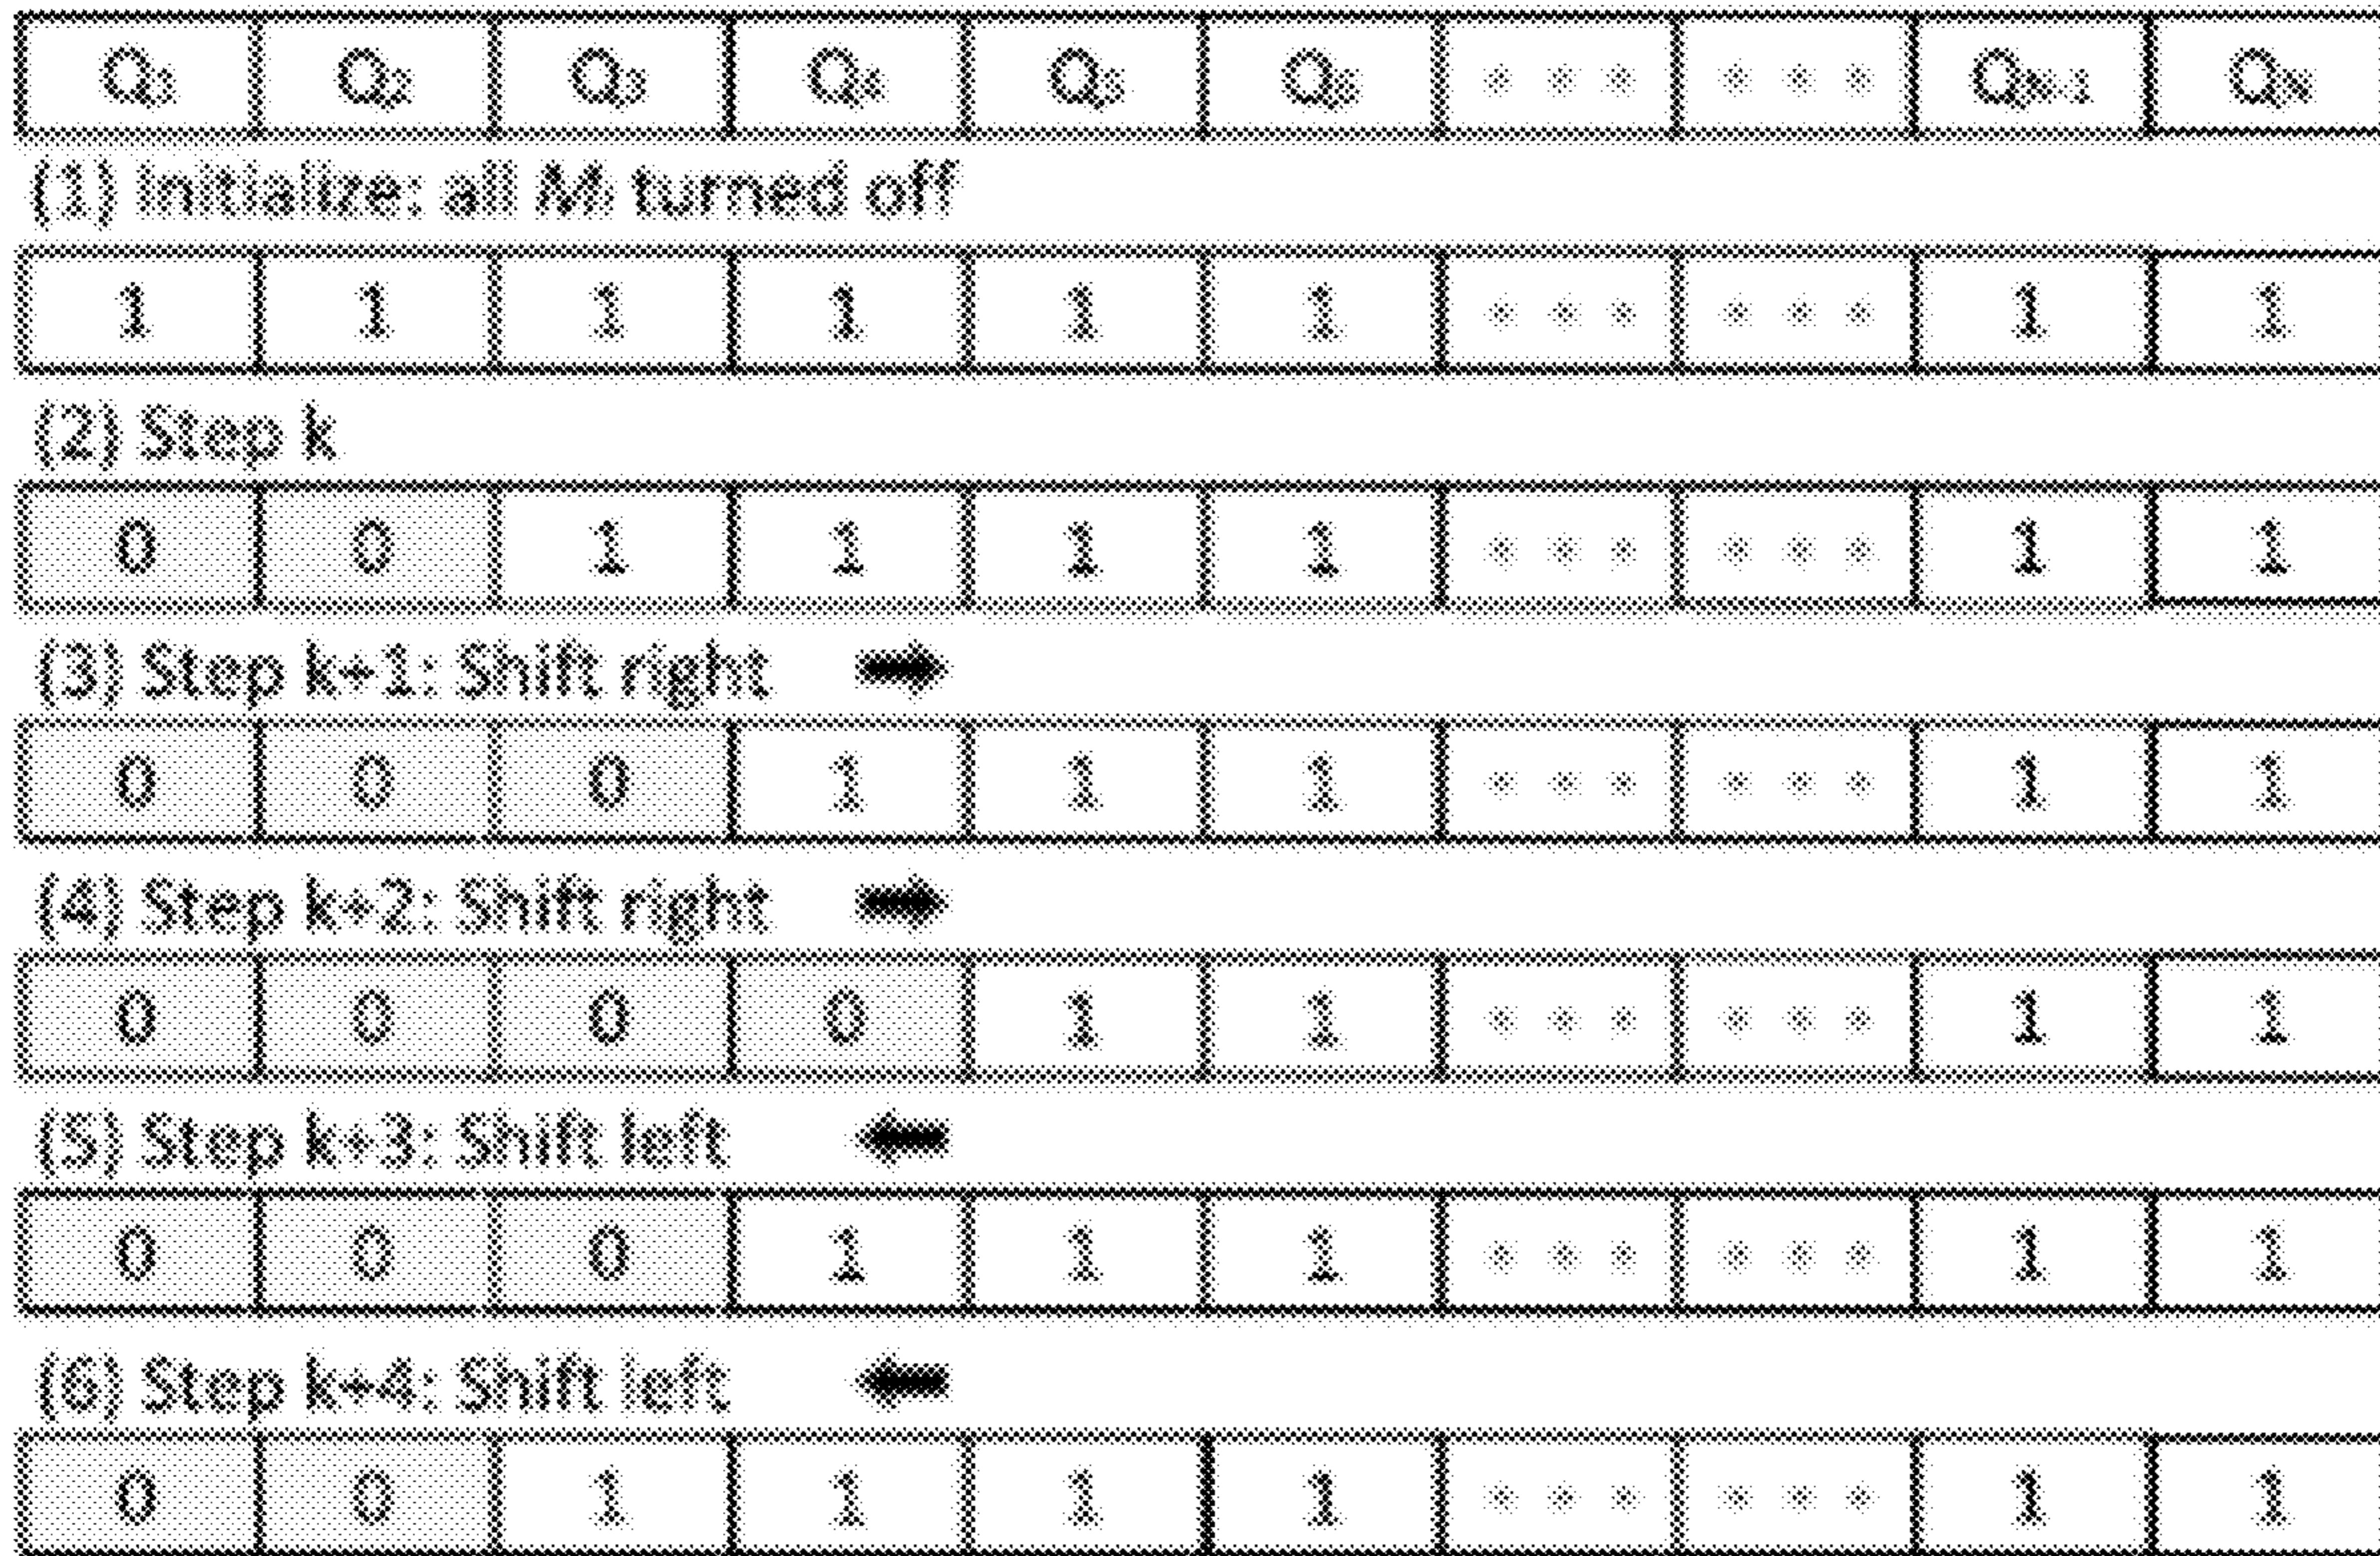 Q1 Q2 Q3 Q4 Q5 Q6 • • • • • • QN-1 QN
(1) Initialize: all Mi turned off
1 1 1 1 1 1 • • • • • • 1 1
(2) Step k
0 0 1 1 1 1 • • • • • • 1 1
(3) Step k+1: Shift right ➡
0 0 0 1 1 1 • • • • • • 1 1
(4) Step k+2: Shift right ➡
0 0 0 0 1 1 • • • • • • 1 1
(5) Step k+3: Shift left ⬅
0 0 0 1 1 1 • • • • • • 1 1
(6) Step k+4: Shift left ⬅
0 0 1 1 1 1 • • • • • • 1 1